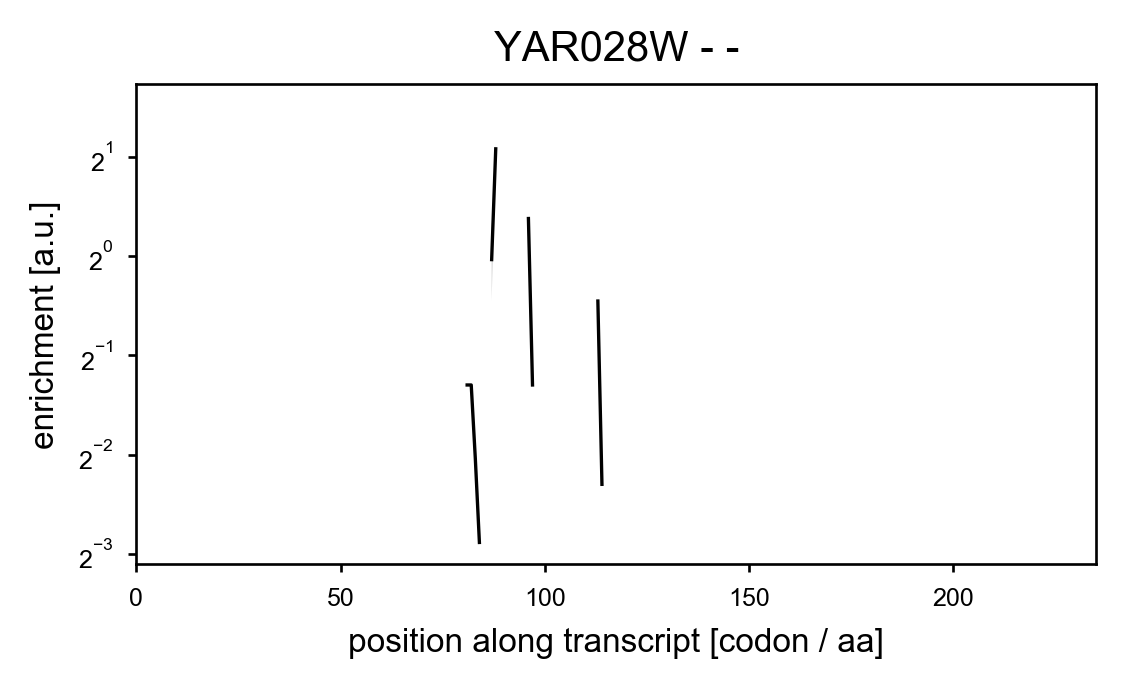 YAR028W - -
enrichment [a.u.]
2^1
2^0
2^−1
2^−2
2^−3
0 50 100 150 200
position along transcript [codon / aa]